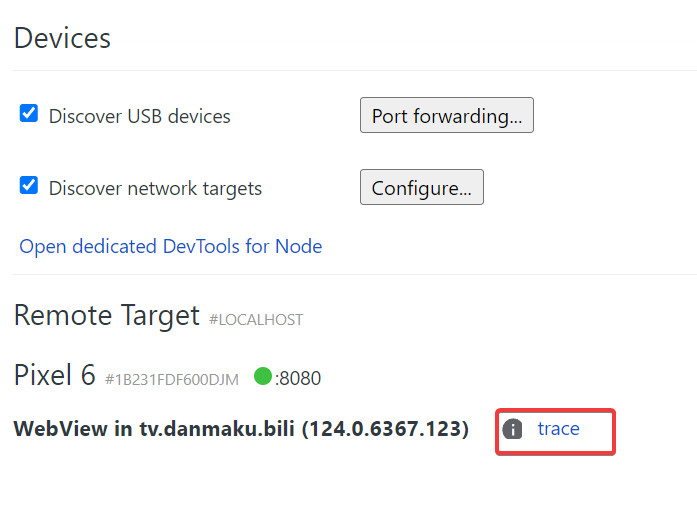 Devices
Discover USB devices Port forwarding...
Discover network targets Configure...
Open dedicated DevTools for Node
Remote Target #LOCALHOST
Pixel 6 #1B231FDF600DJM :8080
WebView in tv.danmaku.bili (124.0.6367.123) trace